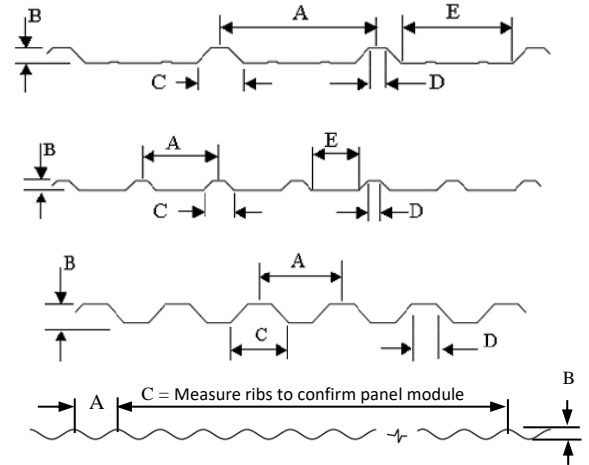 B A E
C D
B A E
C D
B A
C D
A C = Measure ribs to confirm panel module B